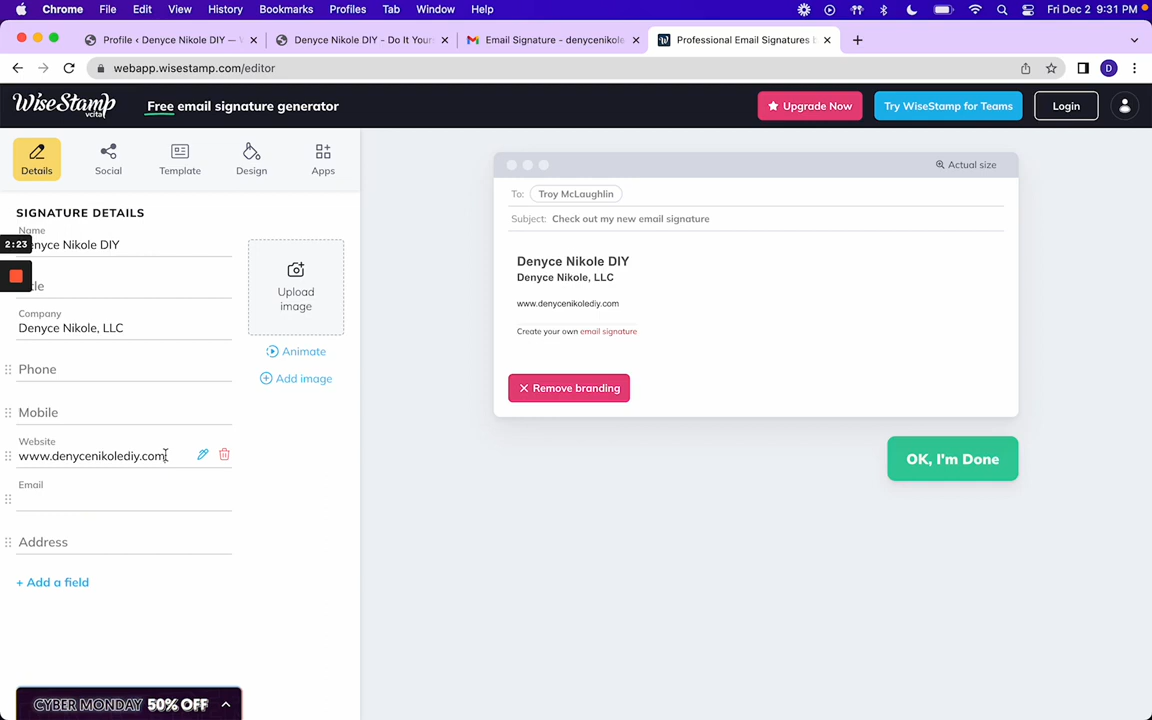 Chrome File Edit View History Bookmarks Profiles Tab Window Help Fri Dec 2 9:31 PM
Profile ‹ Denyce Nikole DIY —
Denyce Nikole DIY - Do It Your
Email Signature - denycenikole
Professional Email Signatures
webapp.wisestamp.com/editor
D
WiseStamp
vcita
Free email signature generator
Upgrade Now
Try WiseStamp for Teams
Login
Details
Social
Template
Design
Apps
SIGNATURE DETAILS
Name
2:23
nyce Nikole DIY
Company
Denyce Nikole, LLC
Phone
Mobile
Website
www.denycenikolediy.com
Email
Address
+ Add a field
Upload
image
Animate
Add image
CYBER MONDAY 50% OFF
Actual size
To: Troy McLaughlin
Subject: Check out my new email signature
Denyce Nikole DIY
Denyce Nikole, LLC
www.denycenikolediy.com
Create your own email signature
Remove branding
OK, I'm Done